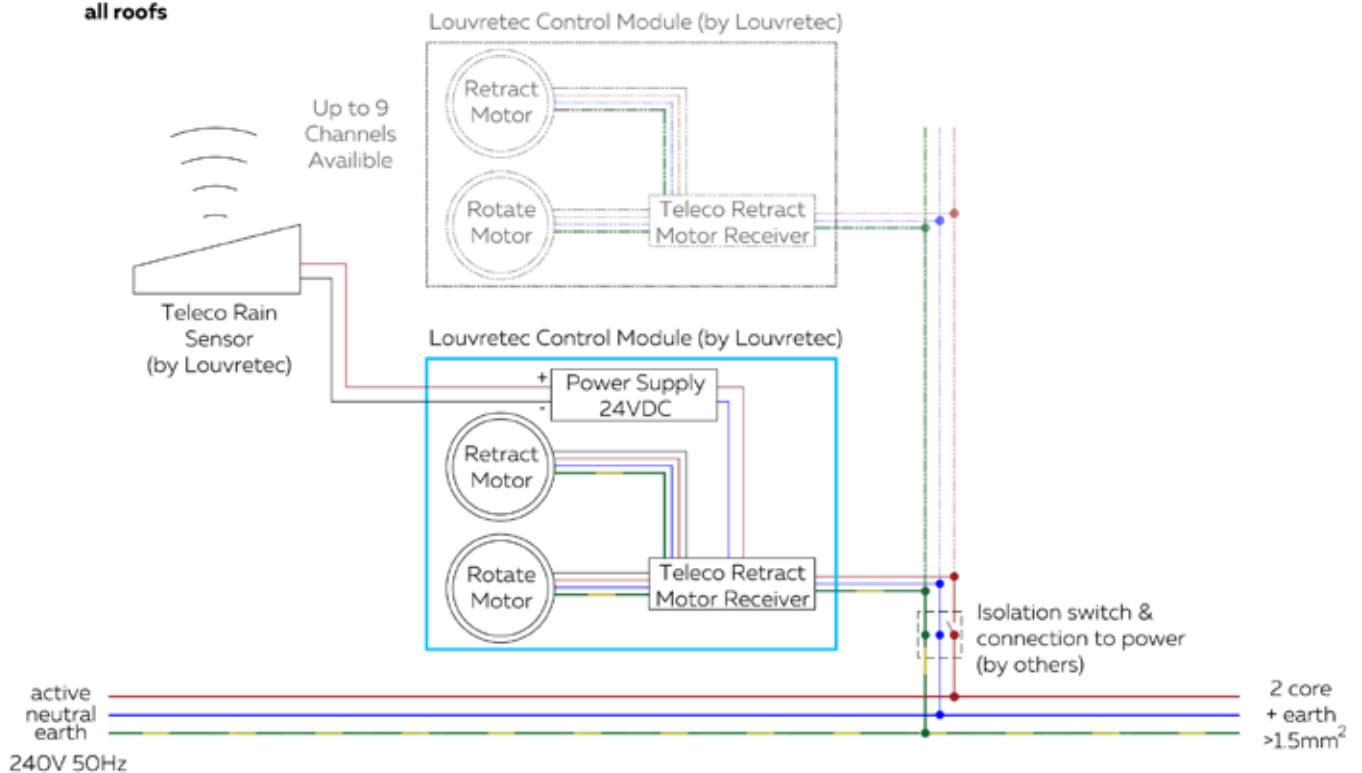 all roofs
Louvretec Control Module (by Louvretec)
Retract
Motor
Up to 9
Channels
Availible
Rotate
Motor
Teleco Retract
Motor Receiver
Teleco Rain
Sensor
(by Louvretec)
Louvretec Control Module (by Louvretec)
+
-
Power Supply
24VDC
Retract
Motor
Rotate
Motor
Teleco Retract
Motor Receiver
Isolation switch &
connection to power
(by others)
active
neutral
earth
240V 50Hz
2 core
+ earth
>1.5mm²